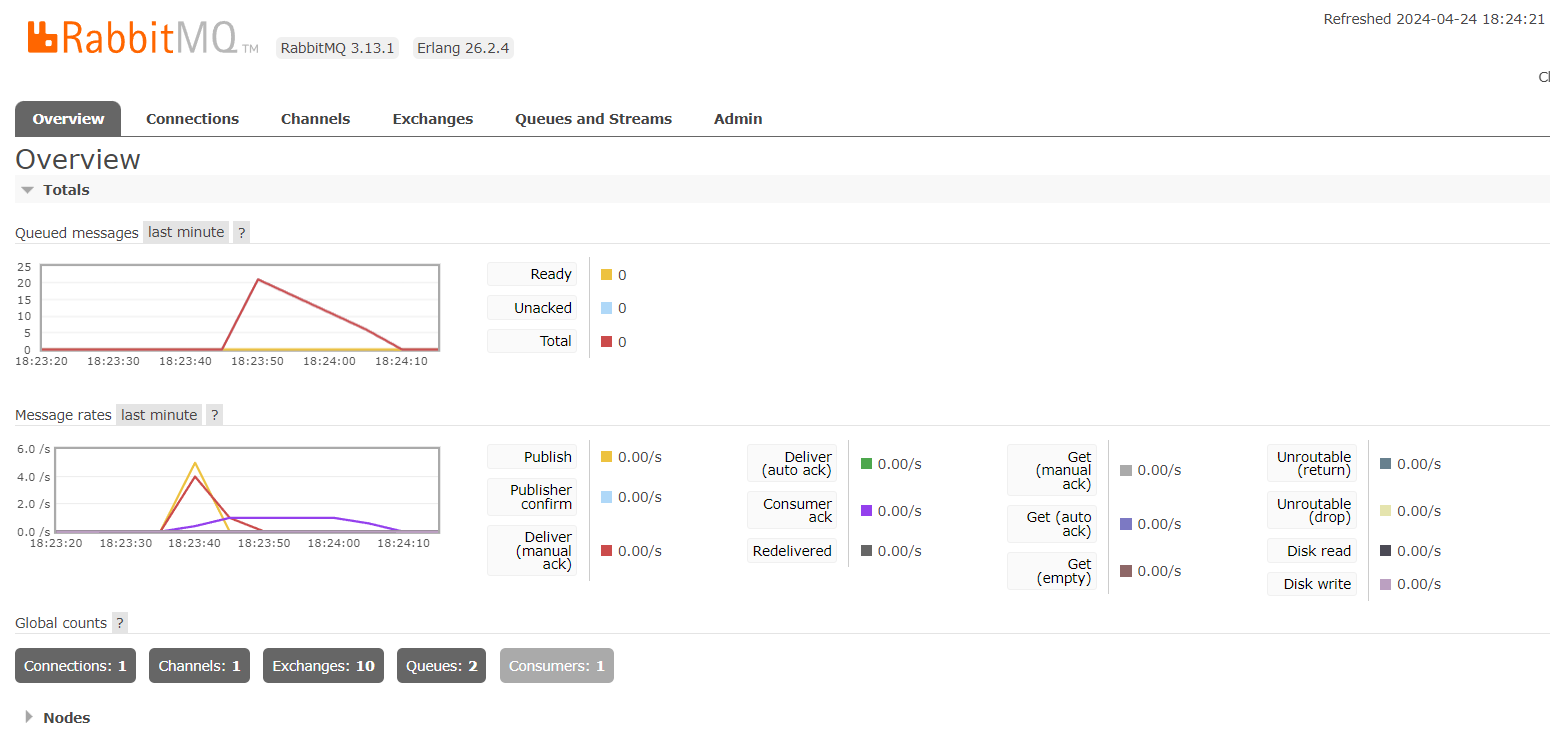 RabbitMQ TM RabbitMQ 3.13.1 Erlang 26.2.4
Refreshed 2024-04-24 18:24:21
Cl
Overview Connections Channels Exchanges Queues and Streams Admin
Overview
Totals
Queued messages last minute ?
25
20
15
10
5
0
18:23:20 18:23:30 18:23:40 18:23:50 18:24:00 18:24:10
Ready 0
Unacked 0
Total 0
Message rates last minute ?
6.0 /s
4.0 /s
2.0 /s
0.0 /s
18:23:20 18:23:30 18:23:40 18:23:50 18:24:00 18:24:10
Publish 0.00/s
Publisher
confirm 0.00/s
Deliver
(manual
ack) 0.00/s
Deliver
(auto ack) 0.00/s
Consumer
ack 0.00/s
Redelivered 0.00/s
Get
(manual
ack) 0.00/s
Get (auto
ack) 0.00/s
Get
(empty) 0.00/s
Unroutable
(return) 0.00/s
Unroutable
(drop) 0.00/s
Disk read 0.00/s
Disk write 0.00/s
Global counts ?
Connections: 1 Channels: 1 Exchanges: 10 Queues: 2 Consumers: 1
Nodes